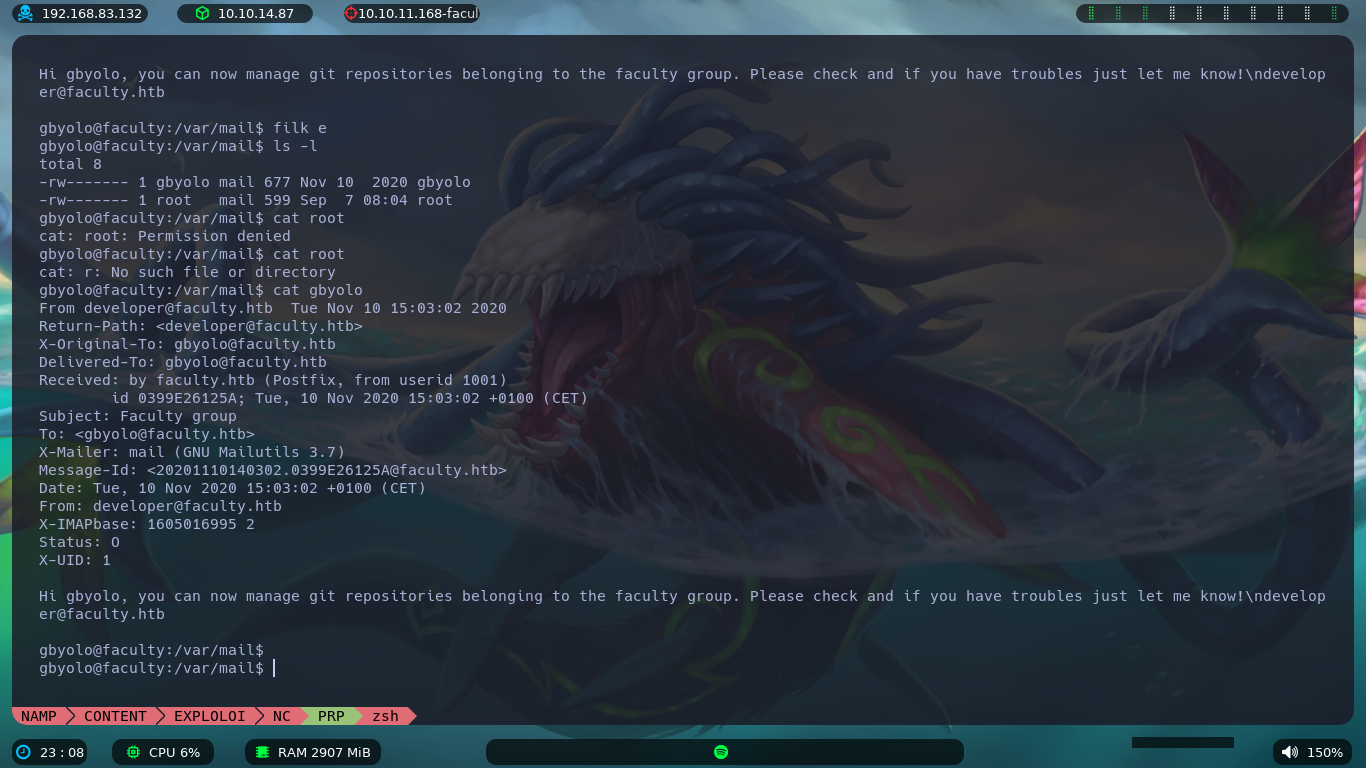 192.168.83.132 10.10.14.87 10.10.11.168-facul
Hi gbyolo, you can now manage git repositories belonging to the faculty group. Please check and if you have troubles just let me know!\ndevelop
er@faculty.htb
gbyolo@faculty:/var/mail$ filk e
gbyolo@faculty:/var/mail$ ls -l
total 8
-rw------- 1 gbyolo mail 677 Nov 10  2020 gbyolo
-rw------- 1 root   mail 599 Sep  7 08:04 root
gbyolo@faculty:/var/mail$ cat root
cat: root: Permission denied
gbyolo@faculty:/var/mail$ cat root
cat: r: No such file or directory
gbyolo@faculty:/var/mail$ cat gbyolo
From developer@faculty.htb  Tue Nov 10 15:03:02 2020
Return-Path: <developer@faculty.htb>
X-Original-To: gbyolo@faculty.htb
Delivered-To: gbyolo@faculty.htb
Received: by faculty.htb (Postfix, from userid 1001)
        id 0399E26125A; Tue, 10 Nov 2020 15:03:02 +0100 (CET)
Subject: Faculty group
To: <gbyolo@faculty.htb>
X-Mailer: mail (GNU Mailutils 3.7)
Message-Id: <20201110140302.0399E26125A@faculty.htb>
Date: Tue, 10 Nov 2020 15:03:02 +0100 (CET)
From: developer@faculty.htb
X-IMAPbase: 1605016995 2
Status: O
X-UID: 1
Hi gbyolo, you can now manage git repositories belonging to the faculty group. Please check and if you have troubles just let me know!\ndevelop
er@faculty.htb
gbyolo@faculty:/var/mail$
gbyolo@faculty:/var/mail$
NAMP CONTENT EXPLOLOI NC PRP zsh
23 : 08 CPU 6% RAM 2907 MiB 150%